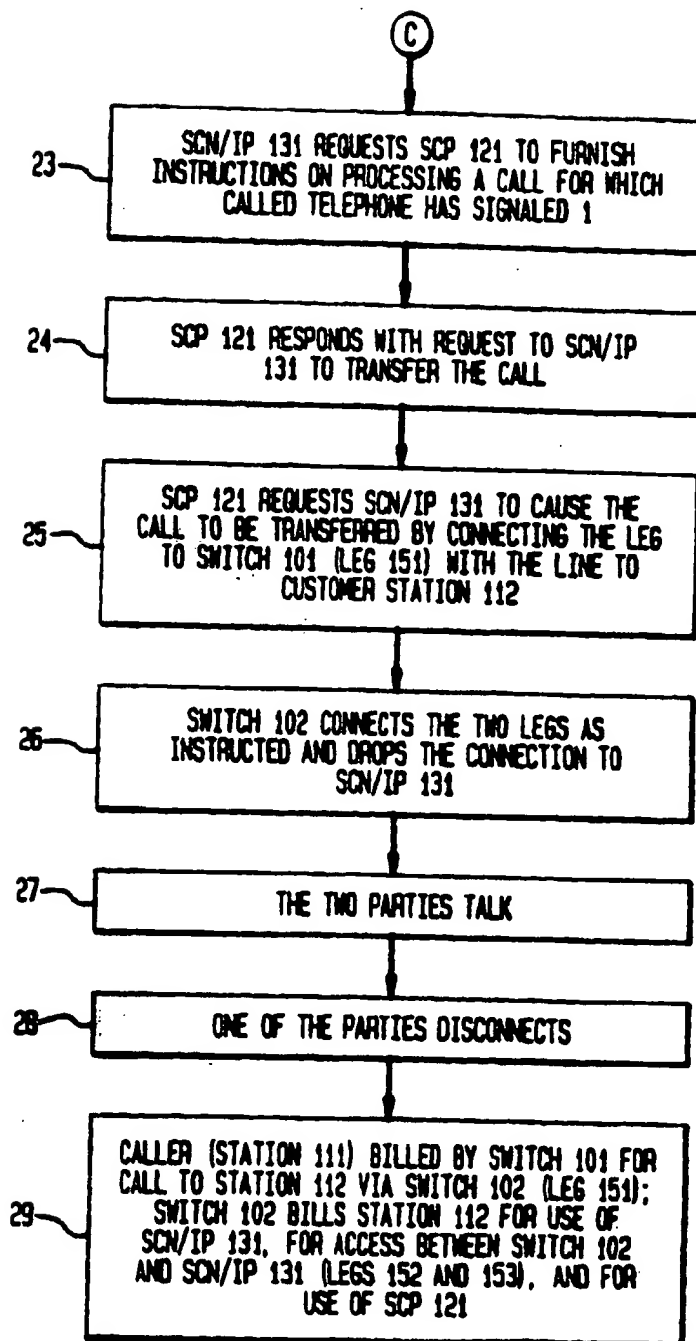 C
23
SCN/IP 131 REQUESTS SCP 121 TO FURNISH
INSTRUCTIONS ON PROCESSING A CALL FOR WHICH
CALLED TELEPHONE HAS SIGNALED 1
24
SCP 121 RESPONDS WITH REQUEST TO SCN/IP
131 TO TRANSFER THE CALL
25
SCP 121 REQUESTS SCN/IP 131 TO CAUSE THE
CALL TO BE TRANSFERRED BY CONNECTING THE LEG
TO SWITCH 101 (LEG 151) WITH THE LINE TO
CUSTOMER STATION 112
26
SWITCH 102 CONNECTS THE TWO LEGS AS
INSTRUCTED AND DROPS THE CONNECTION TO
SCN/IP 131
27
THE TWO PARTIES TALK
28
ONE OF THE PARTIES DISCONNECTS
29
CALLER (STATION 111) BILLED BY SWITCH 101 FOR
CALL TO STATION 112 VIA SWITCH 102 (LEG 151);
SWITCH 102 BILLS STATION 112 FOR USE OF
SCN/IP 131, FOR ACCESS BETWEEN SWITCH 102
AND SCN/IP 131 (LEGS 152 AND 153), AND FOR
USE OF SCP 121